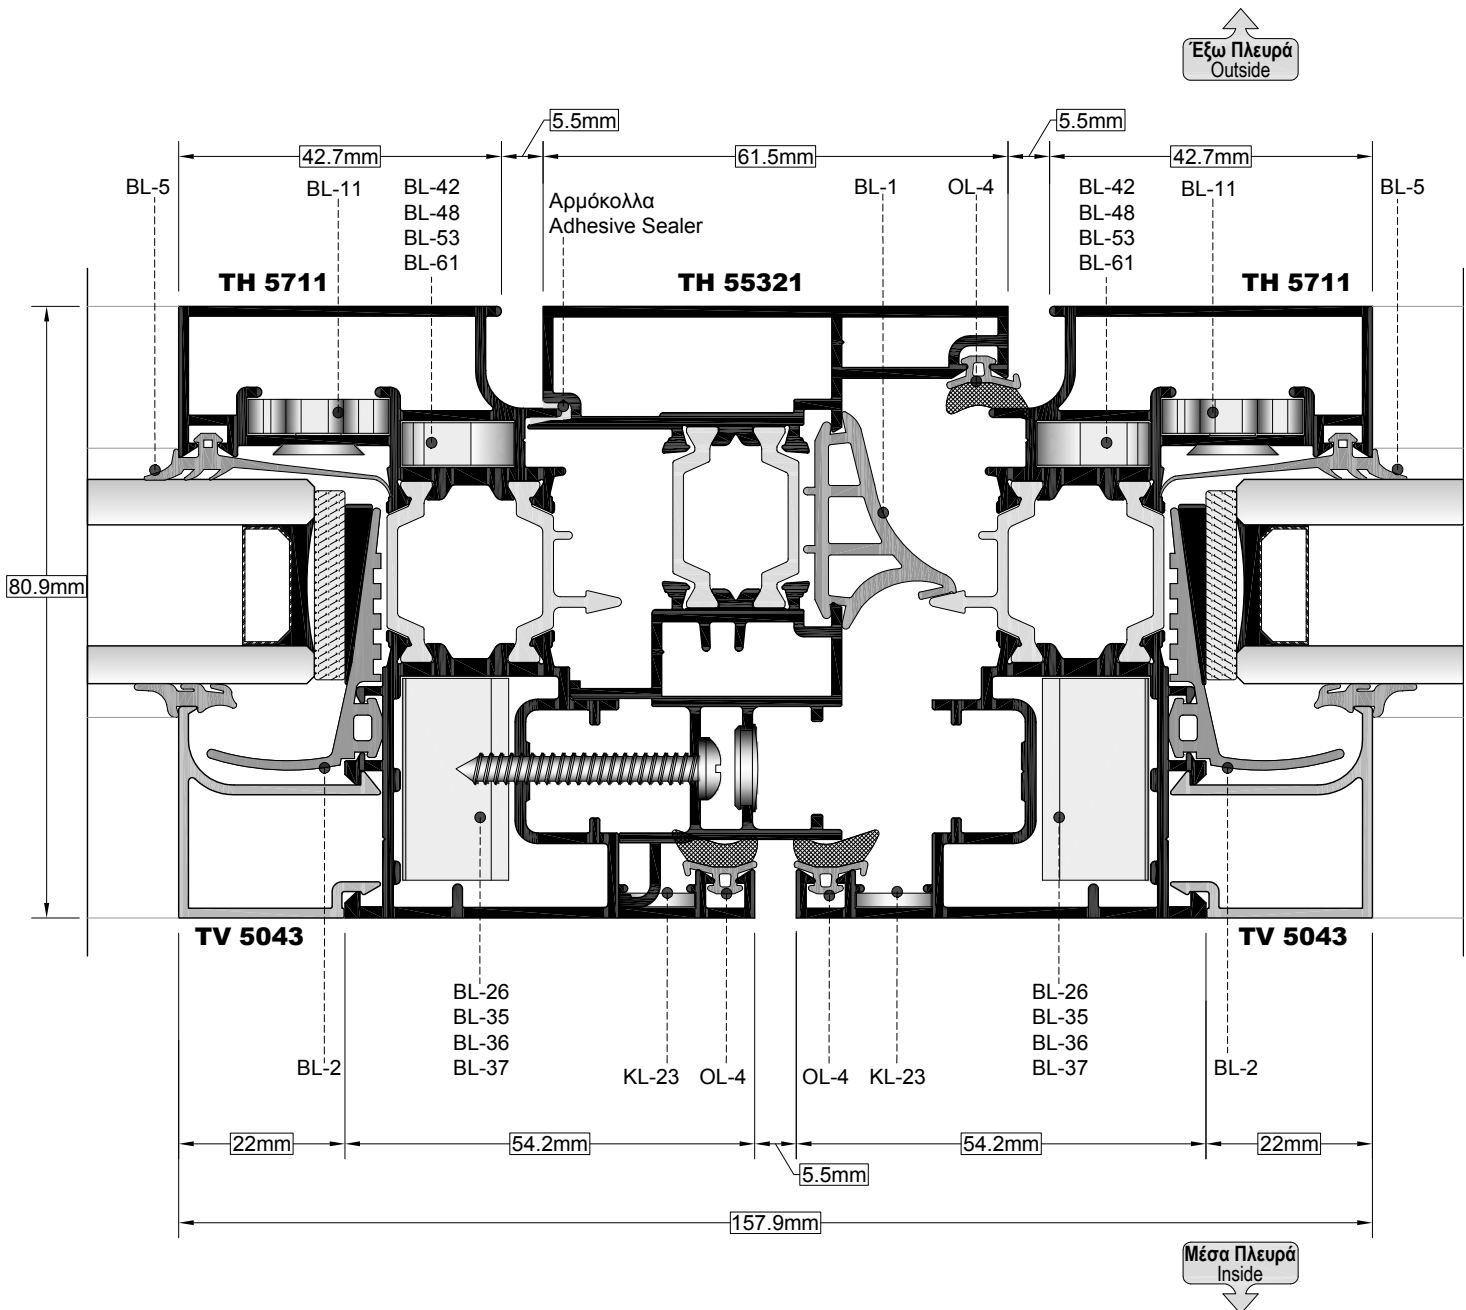 Έξω Πλευρά
Outside
5.5mm
5.5mm
42.7mm
61.5mm
42.7mm
BL-5
BL-11
BL-42
BL-48
BL-53
BL-61
Αρμόκολλα
Adhesive Sealer
BL-1
OL-4
BL-42
BL-48
BL-53
BL-61
BL-11
BL-5
TH 5711
TH 55321
TH 5711
80.9mm
TV 5043
TV 5043
BL-2
BL-26
BL-35
BL-36
BL-37
KL-23
OL-4
OL-4
KL-23
BL-26
BL-35
BL-36
BL-37
BL-2
22mm
54.2mm
54.2mm
22mm
5.5mm
157.9mm
Μέσα Πλευρά
Inside